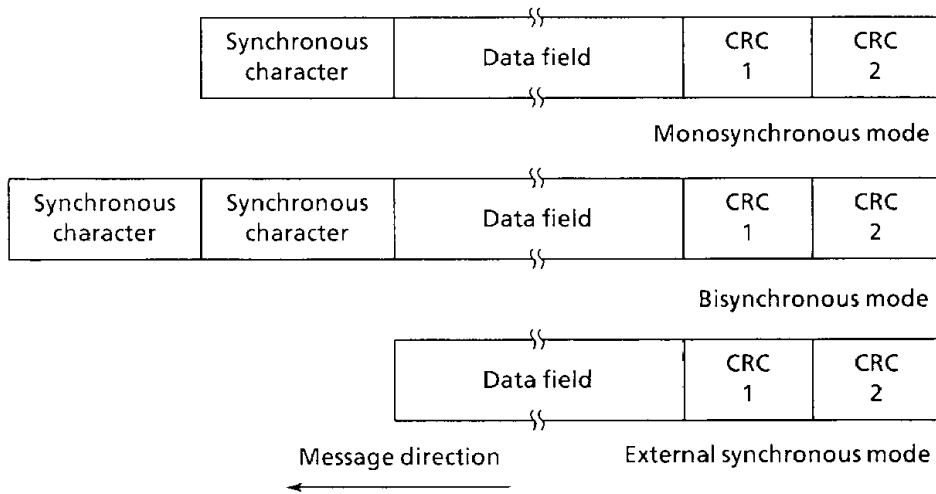 Synchronous character
Data field
CRC 1
CRC 2
Monosynchronous mode
Synchronous character
Synchronous character
Data field
CRC 1
CRC 2
Bisynchronous mode
Data field
CRC 1
CRC 2
External synchronous mode
Message direction